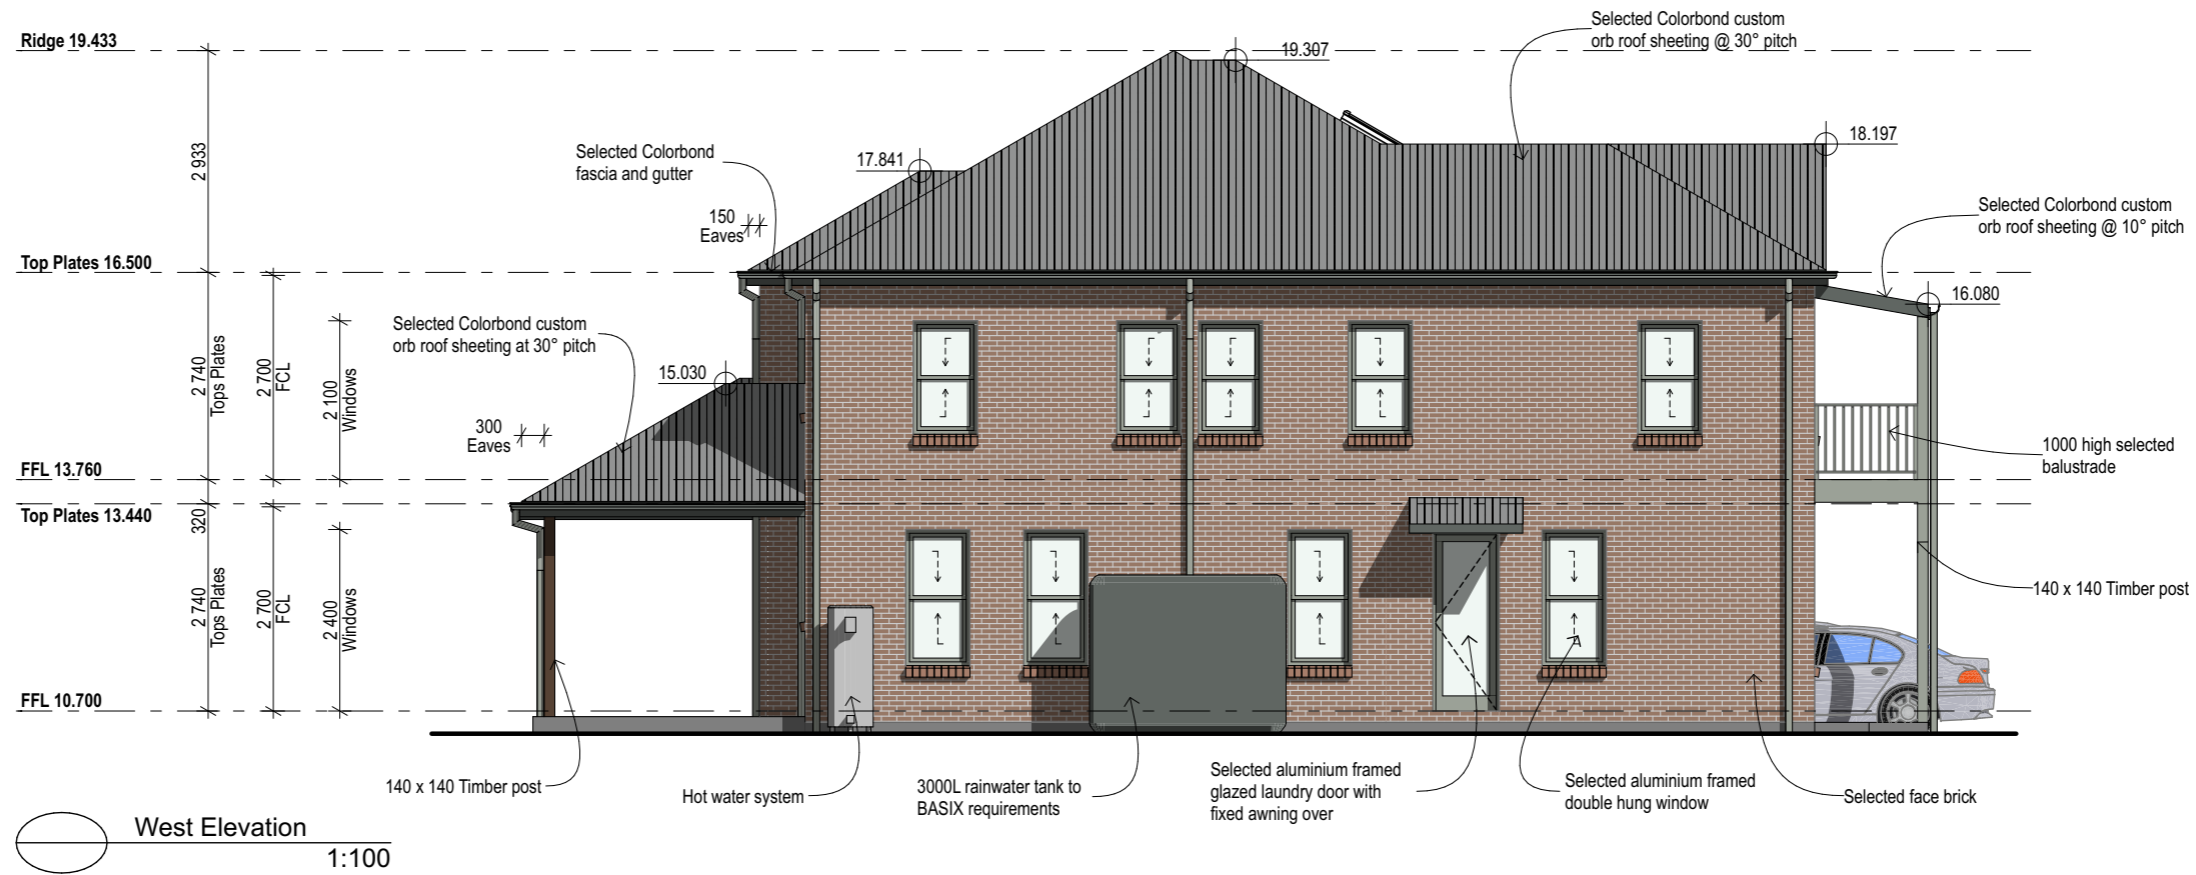 Selected Colorbond custom
orb roof sheeting @ 30° pitch
Ridge 19.433
19.307
2 933
18.197
Selected Colorbond
fascia and gutter
17.841
Selected Colorbond custom
orb roof sheeting @ 10° pitch
150
Eaves
Top Plates 16.500
16.080
Selected Colorbond custom
orb roof sheeting at 30° pitch
2 740
Tops Plates
2 700
FCL
2 100
Windows
15.030
300
Eaves
1000 high selected
balustrade
FFL 13.760
320
Top Plates 13.440
2 740
Tops Plates
2 700
FCL
2 400
Windows
140 x 140 Timber post
FFL 10.700
140 x 140 Timber post
Hot water system
3000L rainwater tank to
BASIX requirements
Selected aluminium framed
glazed laundry door with
fixed awning over
Selected aluminium framed
double hung window
Selected face brick
West Elevation
1:100